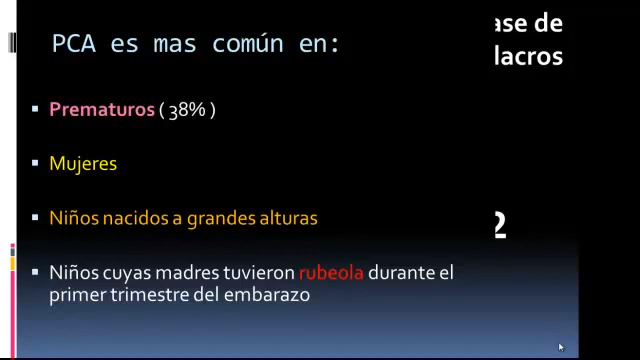 PCA es mas común en:
Prematuros ( 38% )
Mujeres
Niños nacidos a grandes alturas
Niños cuyas madres tuvieron rubeola durante el
primer trimestre del embarazo
ase de
lacros
2